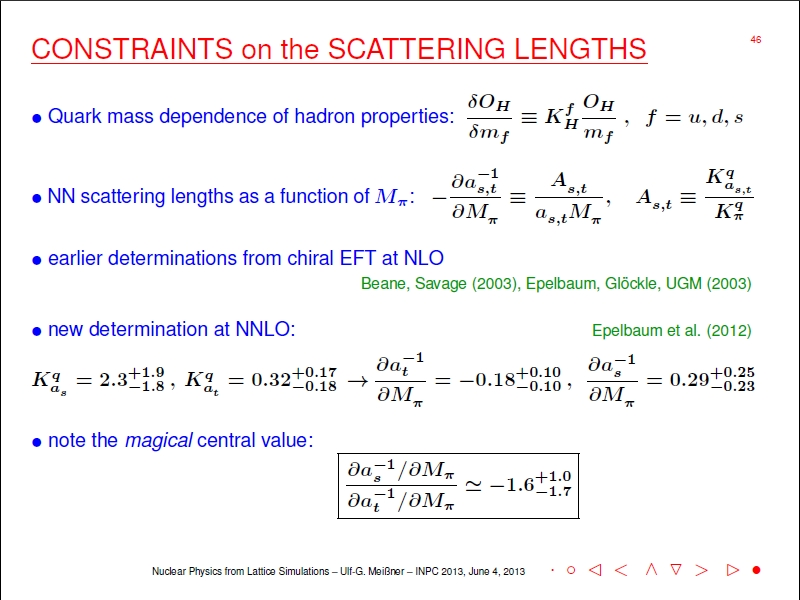 46
CONSTRAINTS on the SCATTERING LENGTHS
• Quark mass dependence of hadron properties: δO_H/δm_f ≡ K_H^f O_H/m_f , f = u, d, s
• NN scattering lengths as a function of M_π: −∂a_{s,t}^{−1}/∂M_π ≡ A_{s,t}/(a_{s,t}M_π), A_{s,t} ≡ K_{a_{s,t}}^q/K_π^q
• earlier determinations from chiral EFT at NLO
Beane, Savage (2003), Epelbaum, Glöckle, UGM (2003)
• new determination at NNLO: Epelbaum et al. (2012)
K_{a_s}^q = 2.3^{+1.9}_{−1.8} , K_{a_t}^q = 0.32^{+0.17}_{−0.18} → ∂a_t^{−1}/∂M_π = −0.18^{+0.10}_{−0.10} , ∂a_s^{−1}/∂M_π = 0.29^{+0.25}_{−0.23}
• note the magical central value:
(∂a_s^{−1}/∂M_π)/(∂a_t^{−1}/∂M_π) ≃ −1.6^{+1.0}_{−1.7}
Nuclear Physics from Lattice Simulations – Ulf-G. Meißner – INPC 2013, June 4, 2013 · ○ ◁ < ∧ ▽ > ▷ •